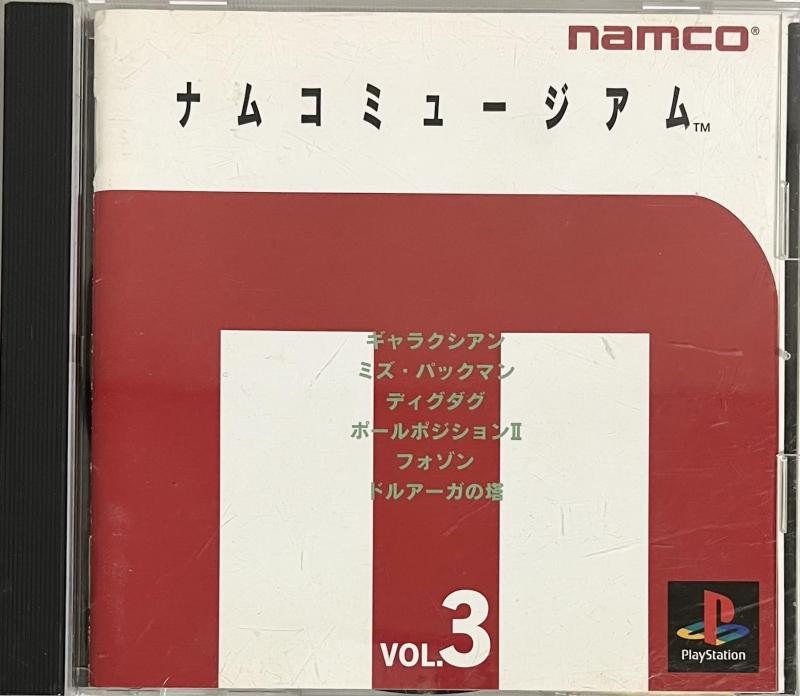 namco®
ナムコミュージアム™
ギャラクシアン
ミズ・パックマン
ディグダグ
ポールポジションⅡ
フォゾン
ドルアーガの塔
VOL.3
PlayStation